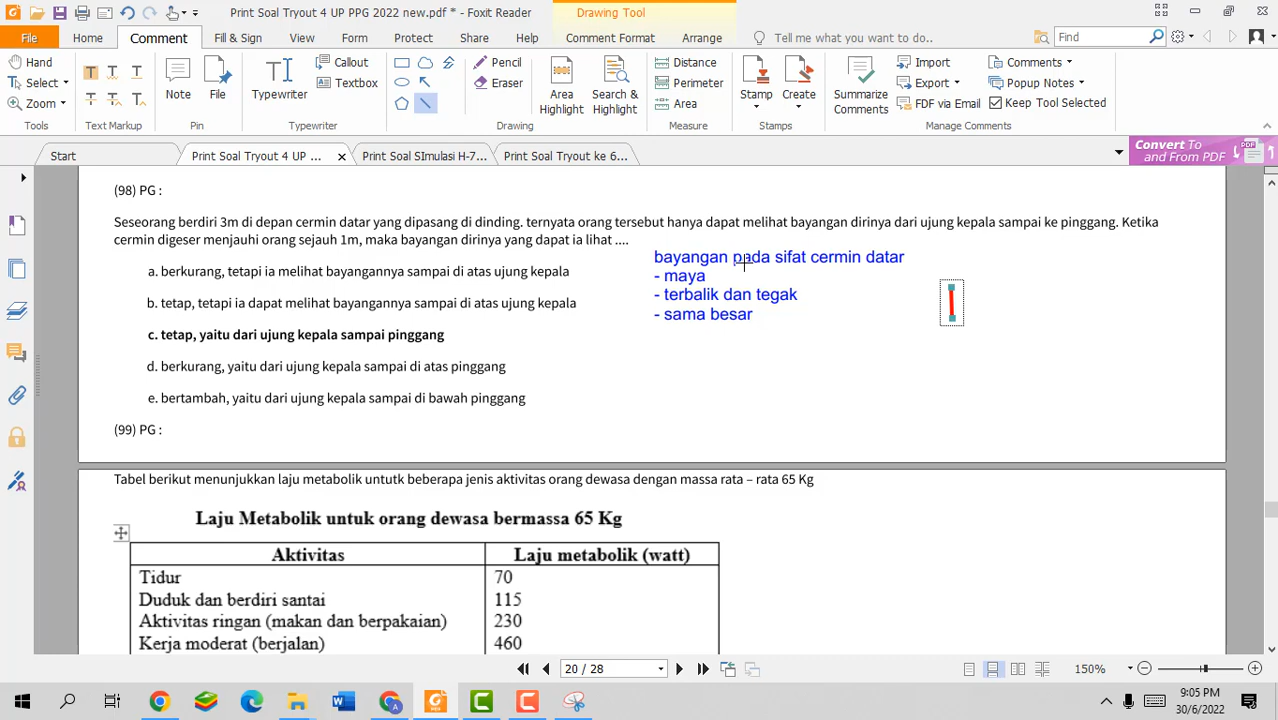 Print Soal Tryout 4 UP PPG 2022 new.pdf * - Foxit Reader
Drawing Tool
File Home Comment Fill & Sign View Form Protect Share Help Comment Format Arrange Tell me what you want to do.. Find
Hand
Select
Zoom
Tools
Text Markup
Note
File
Pin
Typewriter
Callout
Textbox
Typewriter
Pencil
Eraser
Area Highlight
Search & Highlight
Drawing
Distance
Perimeter
Area
Measure
Stamp
Create
Stamps
Summarize Comments
Import
Export
FDF via Email
Comments
Popup Notes
Keep Tool Selected
Manage Comments
Start
Print Soal Tryout 4 UP ...
Print Soal SImulasi H-7...
Print Soal Tryout ke 6...
Convert To
and From PDF
PDF
(98) PG :
Seseorang berdiri 3m di depan cermin datar yang dipasang di dinding. ternyata orang tersebut hanya dapat melihat bayangan dirinya dari ujung kepala sampai ke pinggang. Ketika
cermin digeser menjauhi orang sejauh 1m, maka bayangan dirinya yang dapat ia lihat ....
bayangan pada sifat cermin datar
- maya
- terbalik dan tegak
- sama besar
a. berkurang, tetapi ia melihat bayangannya sampai di atas ujung kepala
b. tetap, tetapi ia dapat melihat bayangannya sampai di atas ujung kepala
c. tetap, yaitu dari ujung kepala sampai pinggang
d. berkurang, yaitu dari ujung kepala sampai di atas pinggang
e. bertambah, yaitu dari ujung kepala sampai di bawah pinggang
(99) PG :
Tabel berikut menunjukkan laju metabolik untutk beberapa jenis aktivitas orang dewasa dengan massa rata – rata 65 Kg
Laju Metabolik untuk orang dewasa bermassa 65 Kg
Aktivitas Laju metabolik (watt)
Tidur 70
Duduk dan berdiri santai 115
Aktivitas ringan (makan dan berpakaian) 230
Kerja moderat (berjalan) 460
20 / 28
150%
9:05 PM
30/6/2022